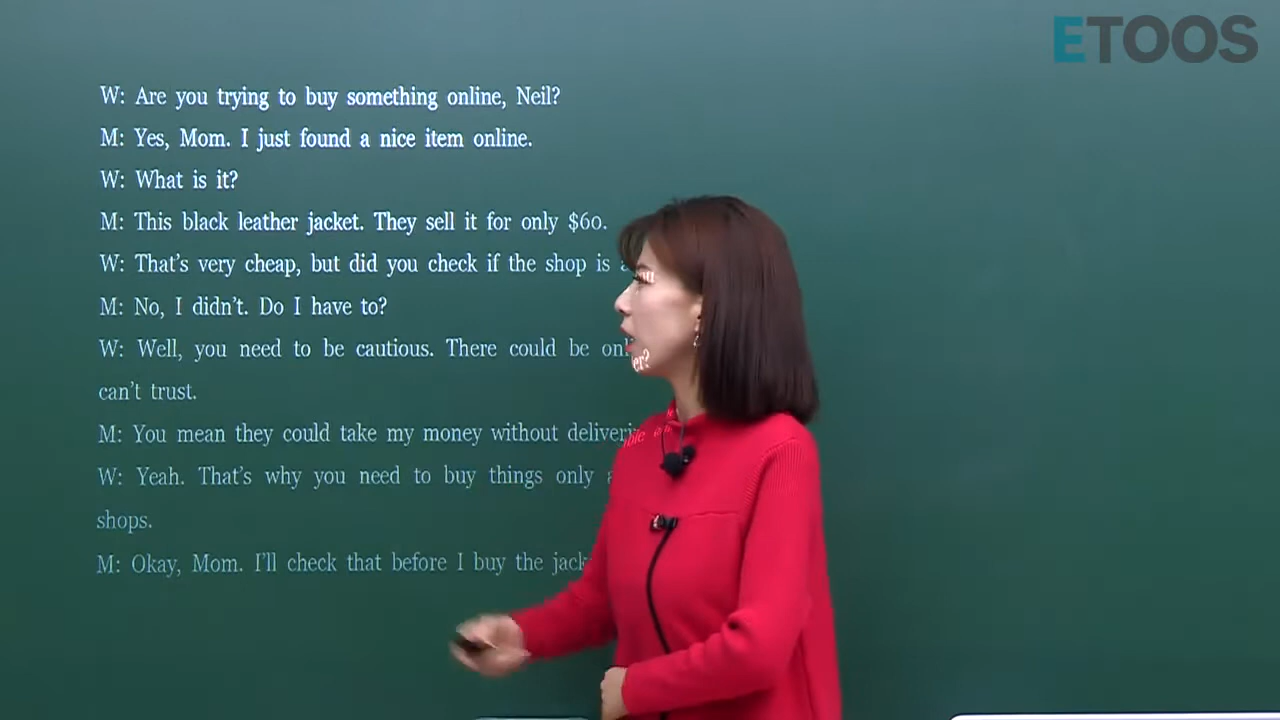 ETOOS
W: Are you trying to buy something online, Neil?
M: Yes, Mom. I just found a nice item online.
W: What is it?
M: This black leather jacket. They sell it for only $60.
W: That's very cheap, but did you check if the shop is
M: No, I didn't. Do I have to?
W: Well, you need to be cautious. There could be
can't trust.
M: You mean they could take my money without
W: Yeah. That's why you need to buy things only
shops.
M: Okay, Mom. I'll check that before I buy the